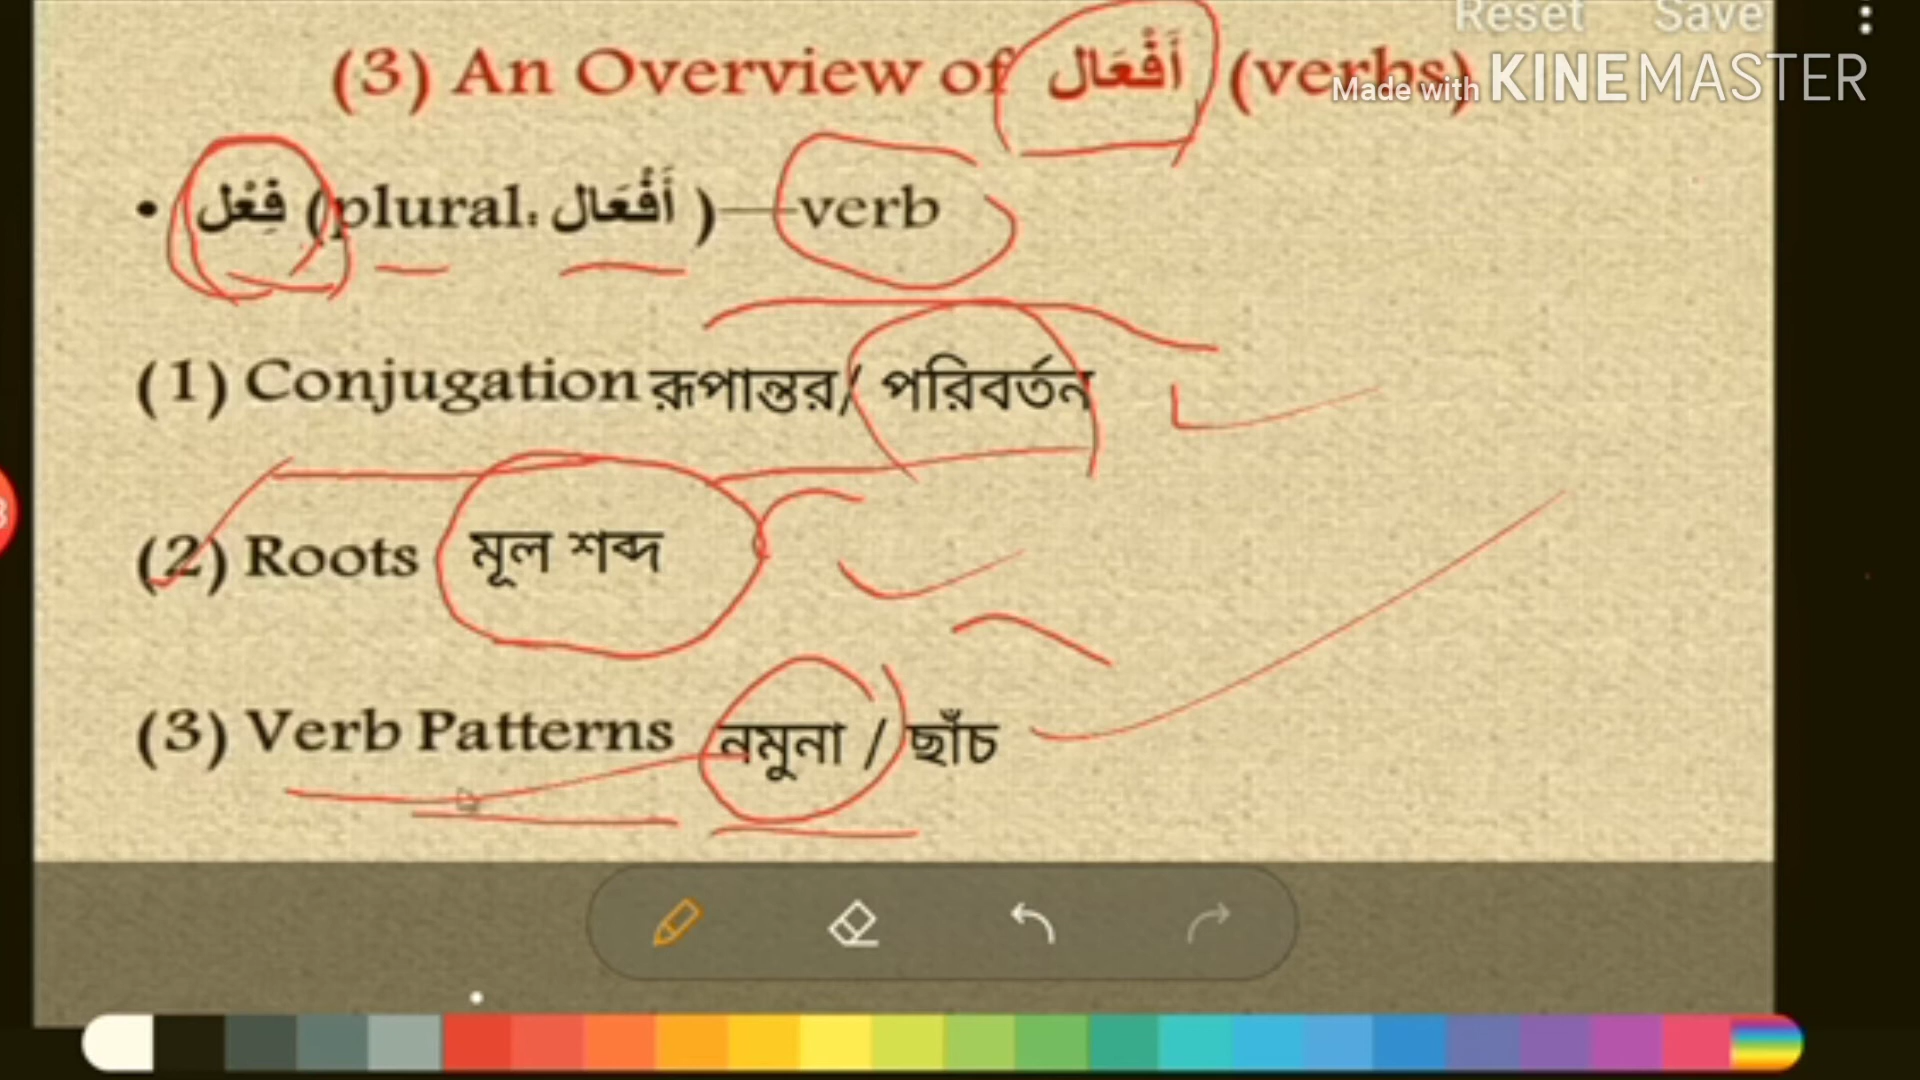 Reset Save
(3) An Overview of أَفْعَال (verbs)
Made with KINEMASTER
• فِعْل (plural: أَفْعَال )—verb
(1) Conjugation রূপান্তর/ পরিবর্তন
(2) Roots মূল শব্দ
(3) Verb Patterns নমুনা / ছাঁচ